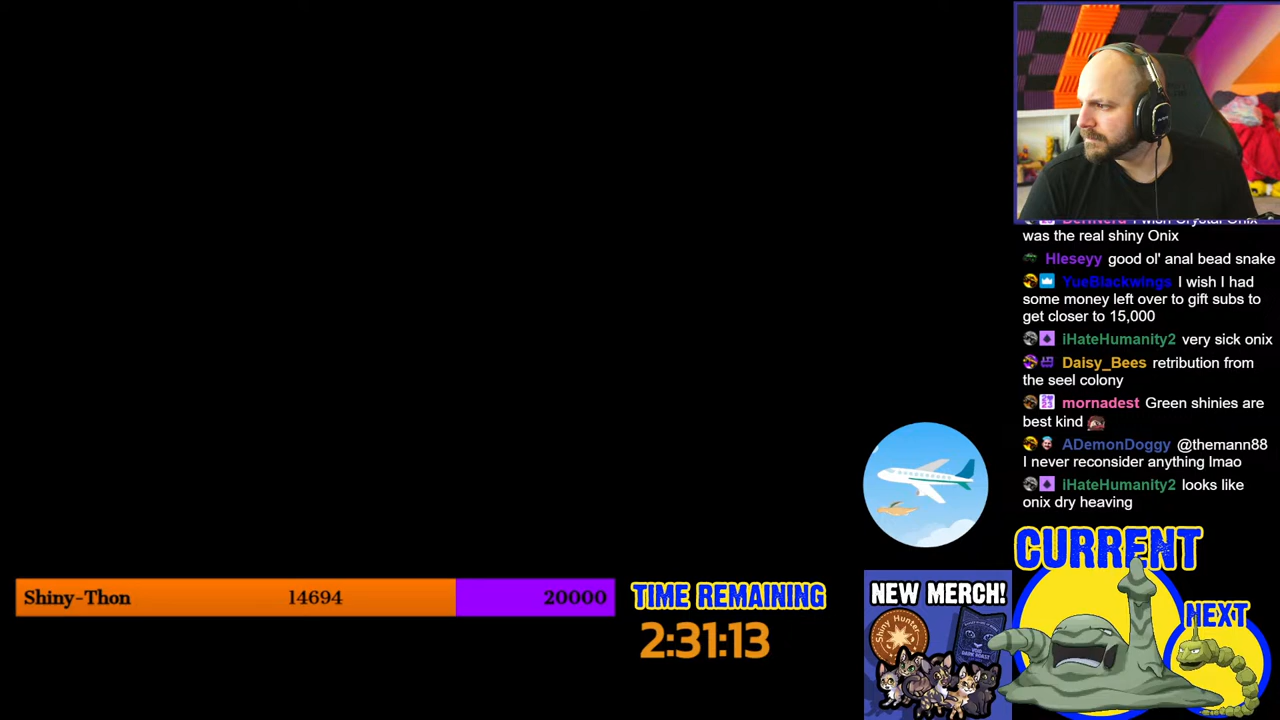 was the real shiny Onix
Hleseyy good ol' anal bead snake
YueBlackwings I wish I had
some money left over to gift subs to
get closer to 15,000
iHateHumanity2 very sick onix
Daisy_Bees retribution from
the seel colony
mornadest Green shinies are
best kind
ADemonDoggy @themann88
I never reconsider anything lmao
iHateHumanity2 looks like
onix dry heaving
CURRENT
NEXT
NEW MERCH!
Shiny Hunter
Shiny-Thon 14694 20000
TIME REMAINING
2:31:13